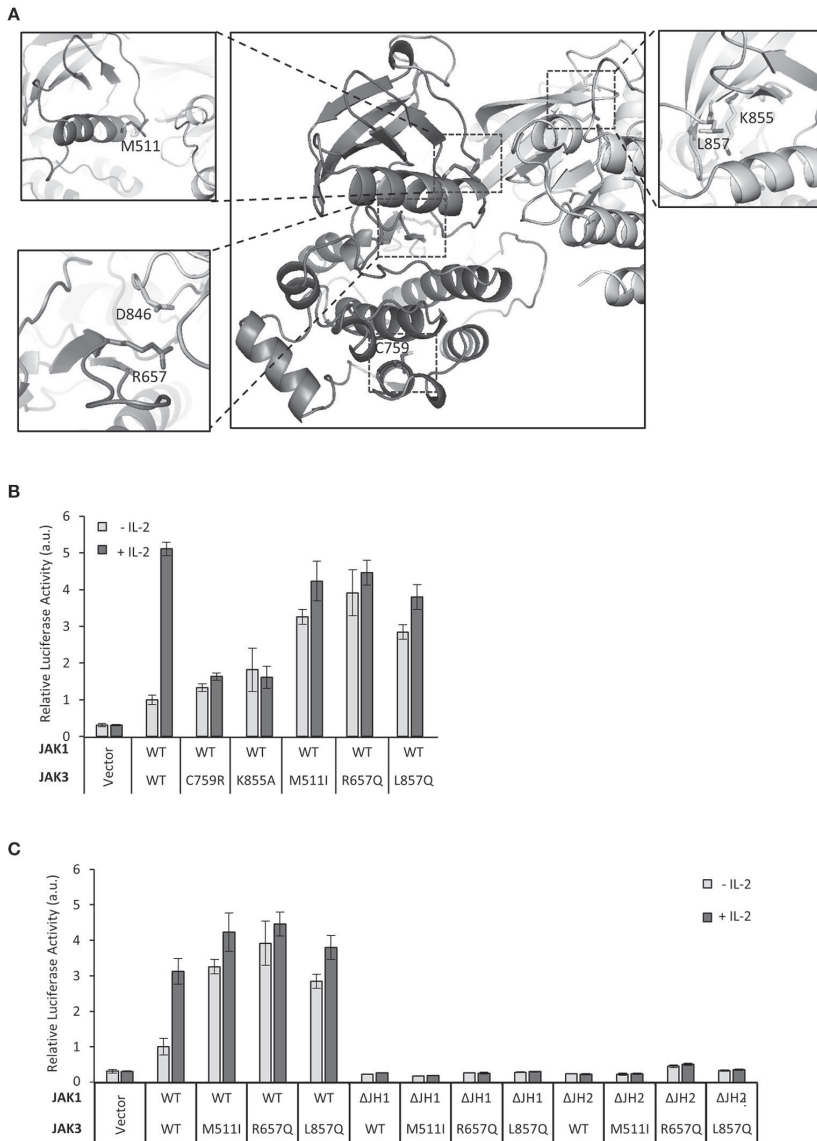 A
M511
K855
L857
D846
R657
C759
B
Relative Luciferase Activity (a.u.)
6
5
4
3
2
1
0
- IL-2
+ IL-2
JAK1 Vector WT WT WT WT WT WT
JAK3 WT C759R K855A M511I R657Q L857Q
C
Relative Luciferase Activity (a.u.)
6
5
4
3
2
1
0
- IL-2
+ IL-2
JAK1 Vector WT WT WT WT ΔJH1 ΔJH1 ΔJH1 ΔJH1 ΔJH2 ΔJH2 ΔJH2 ΔJH2
JAK3 WT M511I R657Q L857Q WT M511I R657Q L857Q WT M511I R657Q L857Q